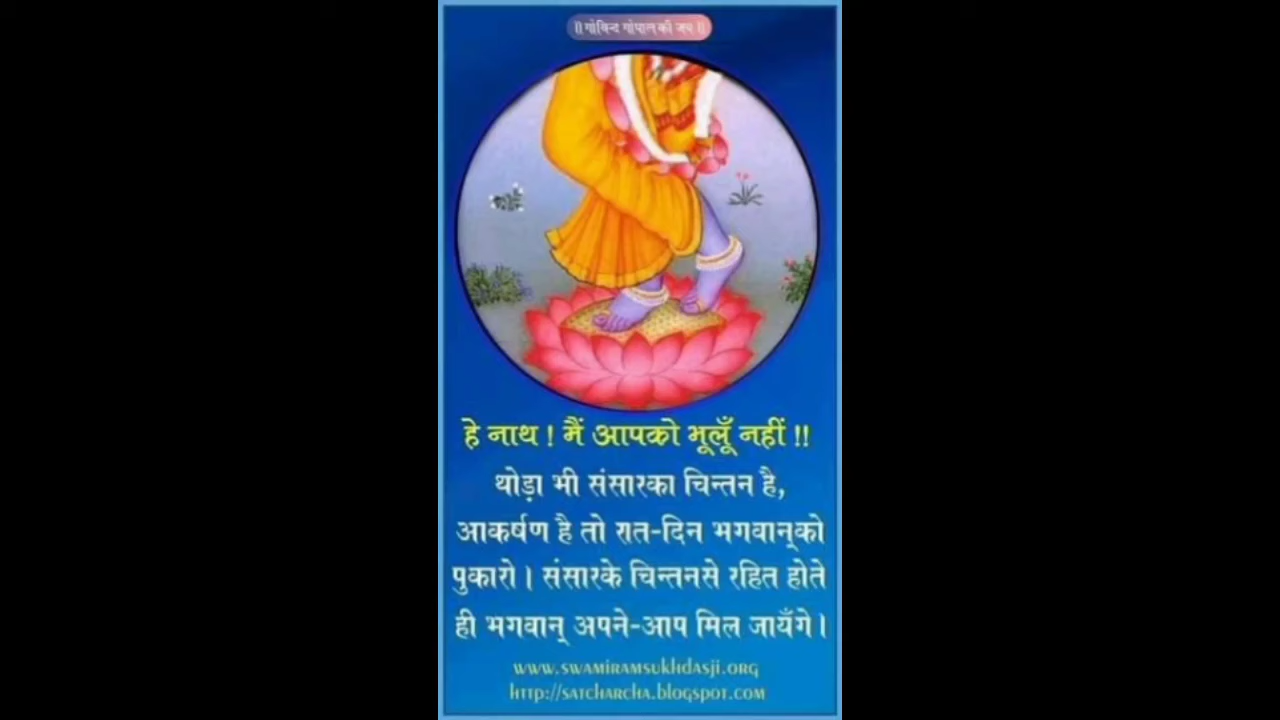 ॥ गोविन्द गोपाल की जय ॥
हे नाथ ! मैं आपको भूलूँ नहीं !!
थोड़ा भी संसारका चिन्तन है,
आकर्षण है तो रात-दिन भगवान्‌को
पुकारो । संसारके चिन्तनसे रहित होते
ही भगवान् अपने-आप मिल जायँगे ।
www.swamiramsukhdasji.org
http://satcharcha.blogspot.com